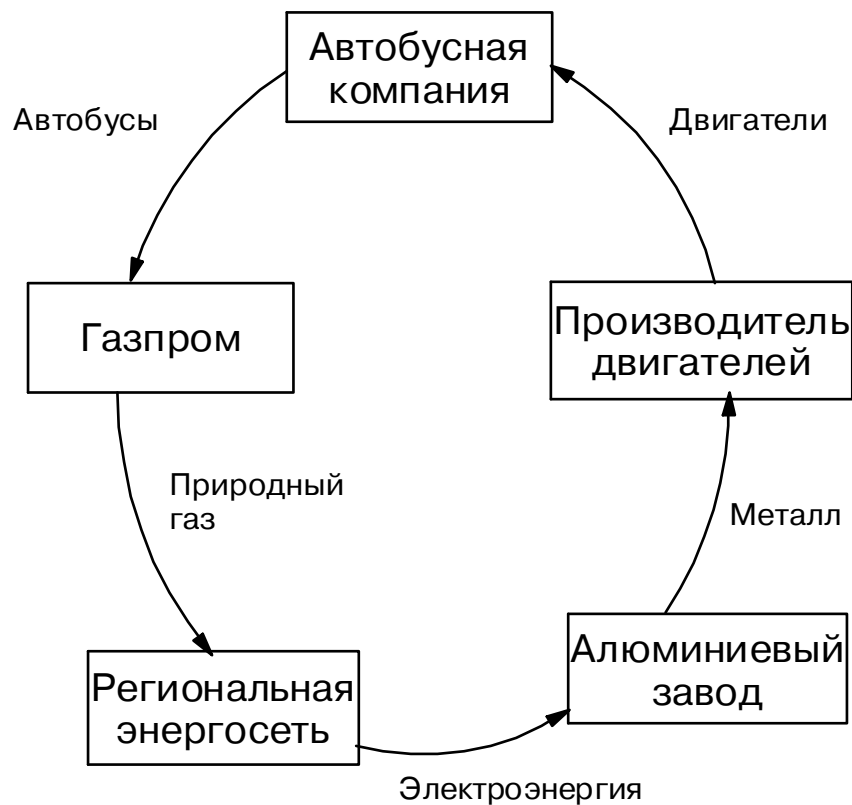 Автобусная
компания
Автобусы
Двигатели
Газпром
Производитель
двигателей
Природный
газ
Металл
Региональная
энергосеть
Алюминиевый
завод
Электроэнергия